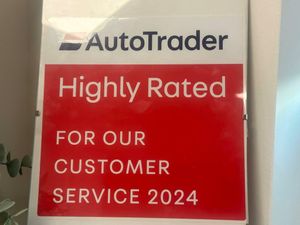 AutoTrader
Highly Rated
FOR OUR
CUSTOMER
SERVICE 2024